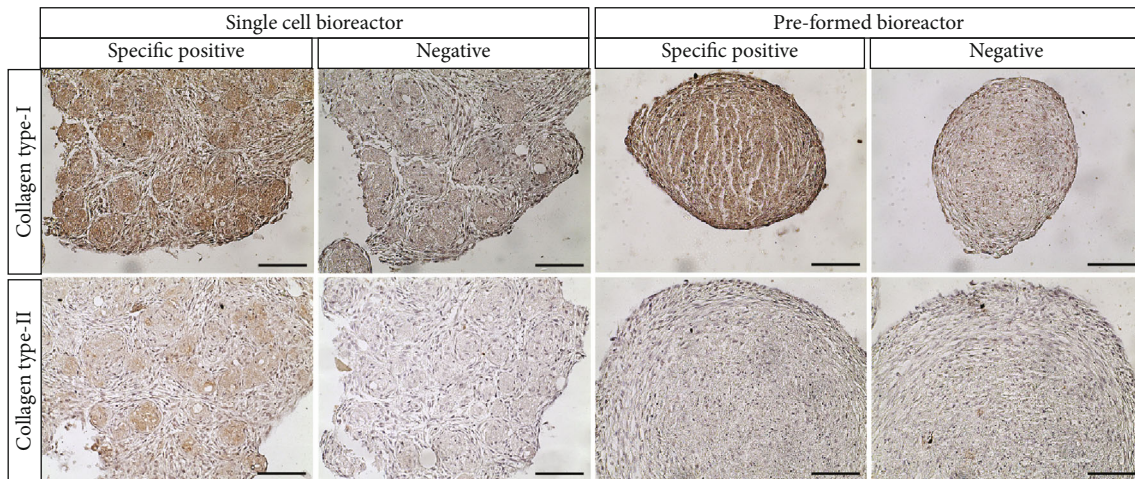 Single cell bioreactor
Pre-formed bioreactor
Specific positive
Negative
Specific positive
Negative
Collagen type-I
Collagen type-II